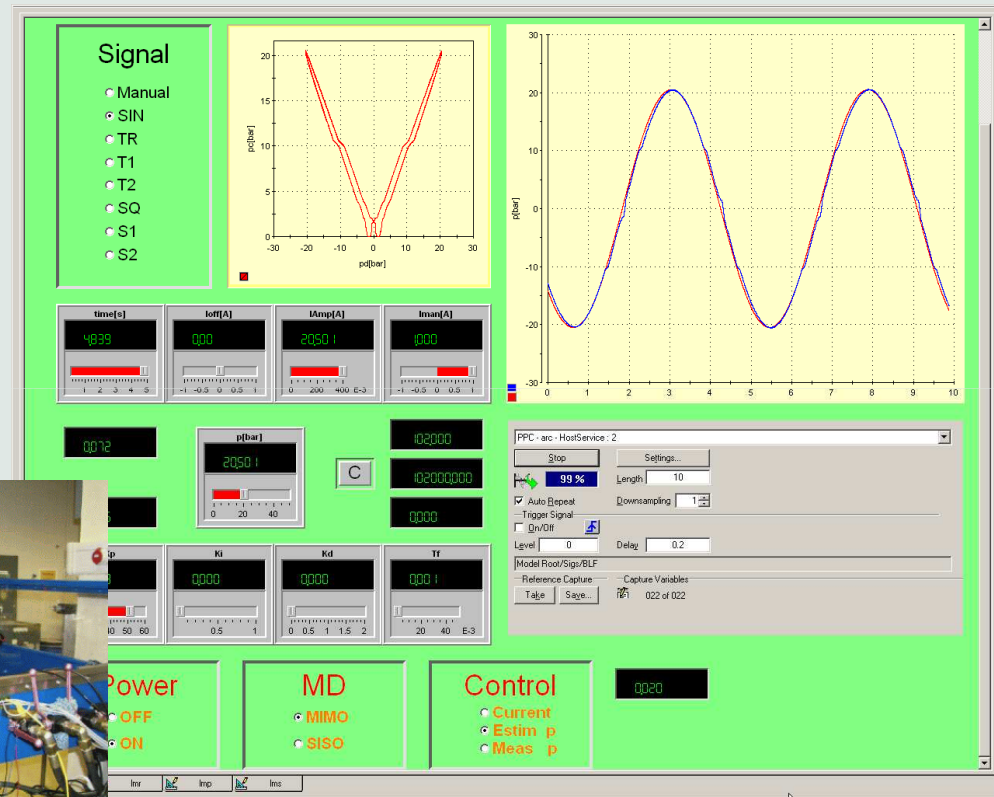 Signal
Manual
SIN
TR
T1
T2
SQ
S1
S2
pc[bar]
20
15
10
5
0
-30 -20 -10 0 10 20 30
pd[bar]
p[bar]
30
20
10
0
-10
-20
-30
0 1 2 3 4 5 6 7 8 9 10
time[s]
4,839
1 2 3 4 5
Ioff[A]
0,00
-1 -0.5 0 0.5 1
IAmp[A]
20,501
0 200 400 E-3
Iman[A]
1,000
-1 -0.5 0 0.5 1
0,072
p[bar]
20,501
0 20 40
C
102,000
102000,000
0,000
PPC - arc - HostService : 2
Stop
Settings...
99 %
Length 10
Auto Repeat
Downsampling 1
Trigger Signal
On/Off
Level 0
Delay 0.2
Model Root/Sigs/BLF
Reference Capture
Capture Variables
Take
Save...
022 of 022
50 60
Ki
0,000
0.5 1
Kd
0,000
0 0.5 1 1.5 2
Tf
0,001
20 40 E-3
Power
OFF
ON
MD
MIMO
SISO
Control
Current
Estim p
Meas p
0,020
lmr
lmp
lms